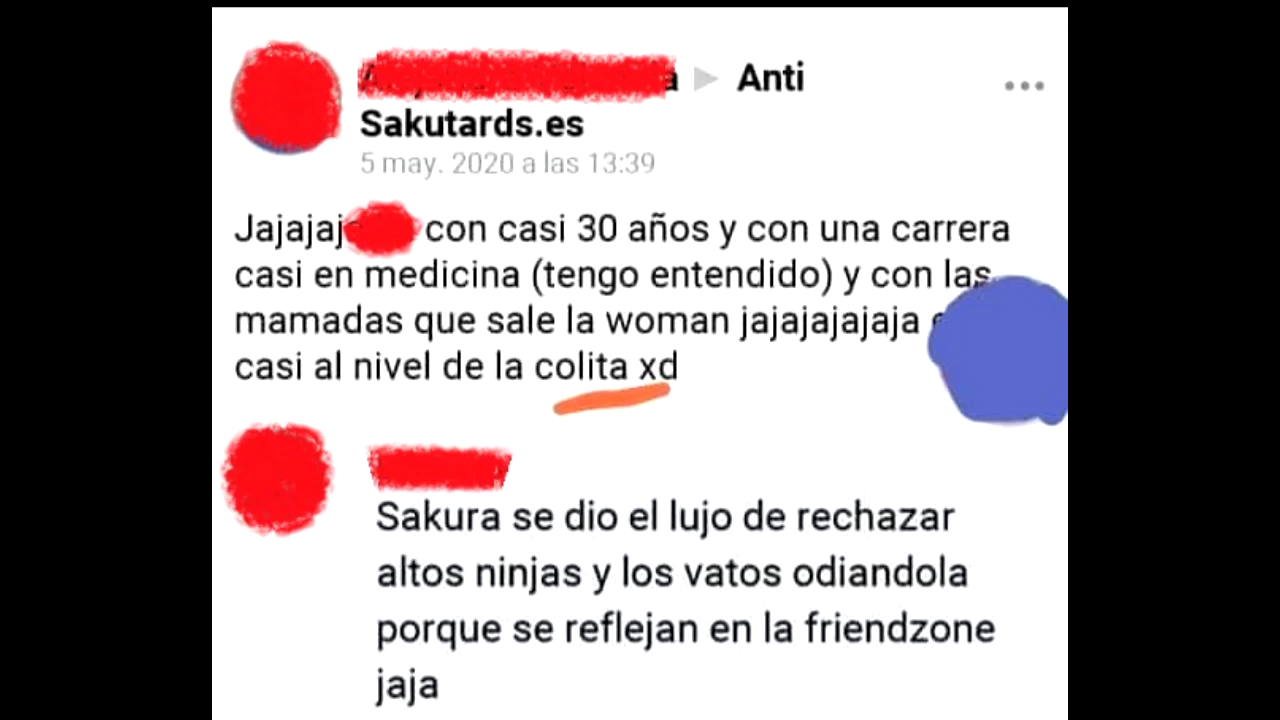 Anti
Sakutards.es
5 may. 2020 a las 13:39
Jajajaj con casi 30 años y con una carrera
casi en medicina (tengo entendido) y con las
mamadas que sale la woman jajajajajaja
casi al nivel de la colita xd
Sakura se dio el lujo de rechazar
altos ninjas y los vatos odiandola
porque se reflejan en la friendzone
jaja